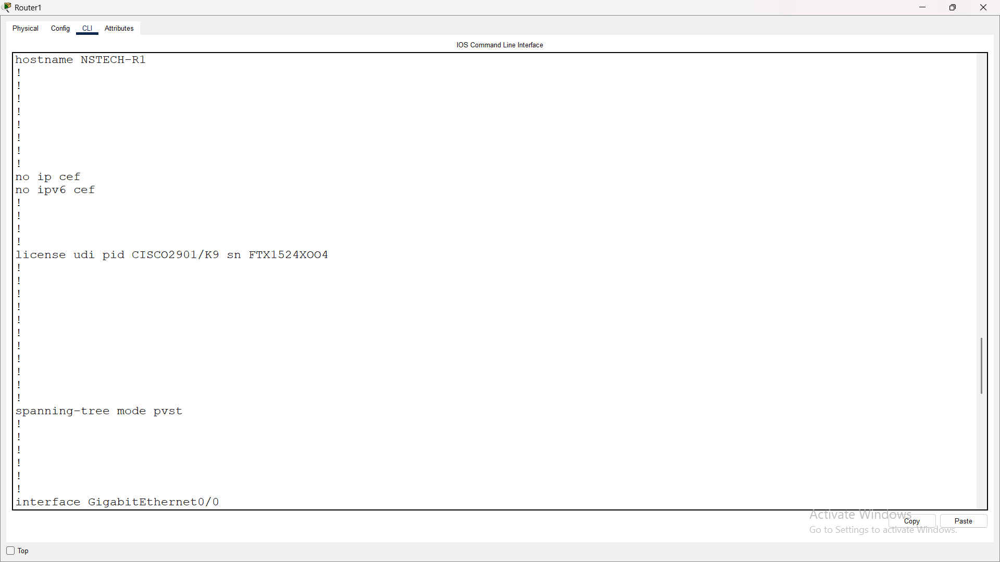 Router1
Physical Config CLI Attributes
IOS Command Line Interface
hostname NSTECH-R1
!
!
!
!
!
!
!
!
no ip cef
no ipv6 cef
!
!
!
!
license udi pid CISCO2901/K9 sn FTX1524XOO4
!
!
!
!
!
!
!
!
!
!
!
spanning-tree mode pvst
!
!
!
!
!
!
interface GigabitEthernet0/0
Activate Windows
Copy Paste
Go to Settings to activate Windows.
Top